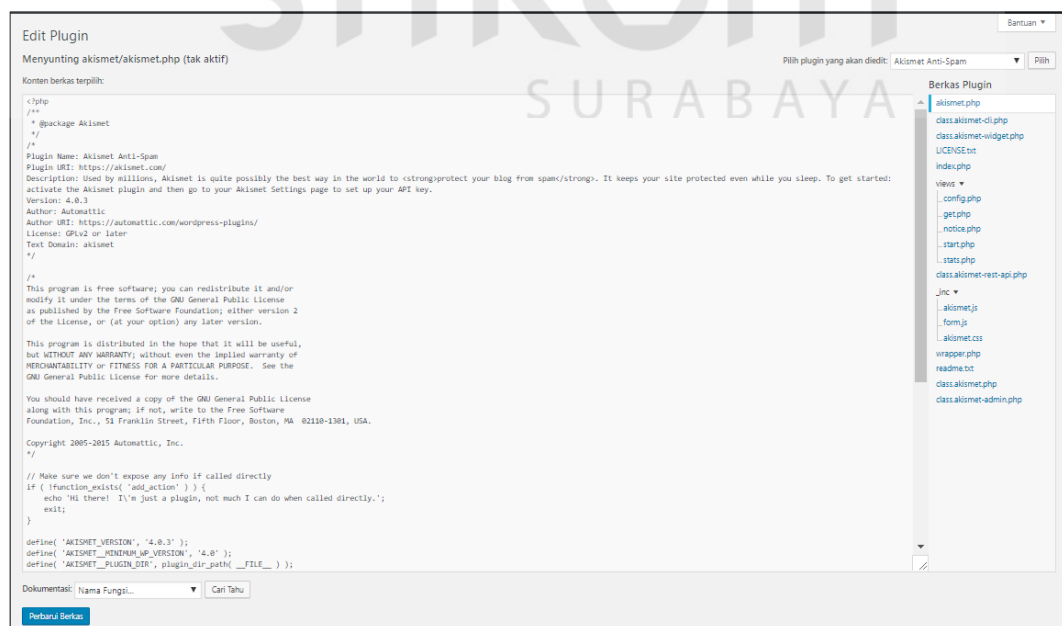 Bantuan ▼
Edit Plugin
Menyunting akismet/akismet.php (tak aktif)
Pilih plugin yang akan diedit: Akismet Anti-Spam ▼ Pilih
Konten berkas terpilih:
SURABAYA
<?php
/**
 * @package Akismet
 */
/*
Plugin Name: Akismet Anti-Spam
Plugin URI: https://akismet.com/
Description: Used by millions, Akismet is quite possibly the best way in the world to <strong>protect your blog from spam</strong>. It keeps your site protected even while you sleep. To get started:
activate the Akismet plugin and then go to your Akismet Settings page to set up your API key.
Version: 4.0.3
Author: Automattic
Author URI: https://automattic.com/wordpress-plugins/
License: GPLv2 or later
Text Domain: akismet
*/
/*
This program is free software; you can redistribute it and/or
modify it under the terms of the GNU General Public License
as published by the Free Software Foundation; either version 2
of the License, or (at your option) any later version.
This program is distributed in the hope that it will be useful,
but WITHOUT ANY WARRANTY; without even the implied warranty of
MERCHANTABILITY or FITNESS FOR A PARTICULAR PURPOSE.  See the
GNU General Public License for more details.
You should have received a copy of the GNU General Public License
along with this program; if not, write to the Free Software
Foundation, Inc., 51 Franklin Street, Fifth Floor, Boston, MA  02110-1301, USA.
Copyright 2005-2015 Automattic, Inc.
*/
// Make sure we don't expose any info if called directly
if ( !function_exists( 'add_action' ) ) {
    echo 'Hi there!  I\'m just a plugin, not much I can do when called directly.';
    exit;
}
define( 'AKISMET_VERSION', '4.0.3' );
define( 'AKISMET__MINIMUM_WP_VERSION', '4.0' );
define( 'AKISMET__PLUGIN_DIR', plugin_dir_path( __FILE__ ) );
Berkas Plugin
akismet.php
class.akismet-cli.php
class.akismet-widget.php
LICENSE.txt
index.php
views ▼
config.php
get.php
notice.php
start.php
stats.php
class.akismet-rest-api.php
_inc ▼
akismet.js
form.js
akismet.css
wrapper.php
readme.txt
class.akismet.php
class.akismet-admin.php
Dokumentasi: Nama Fungsi... ▼ Cari Tahu
Perbarui Berkas